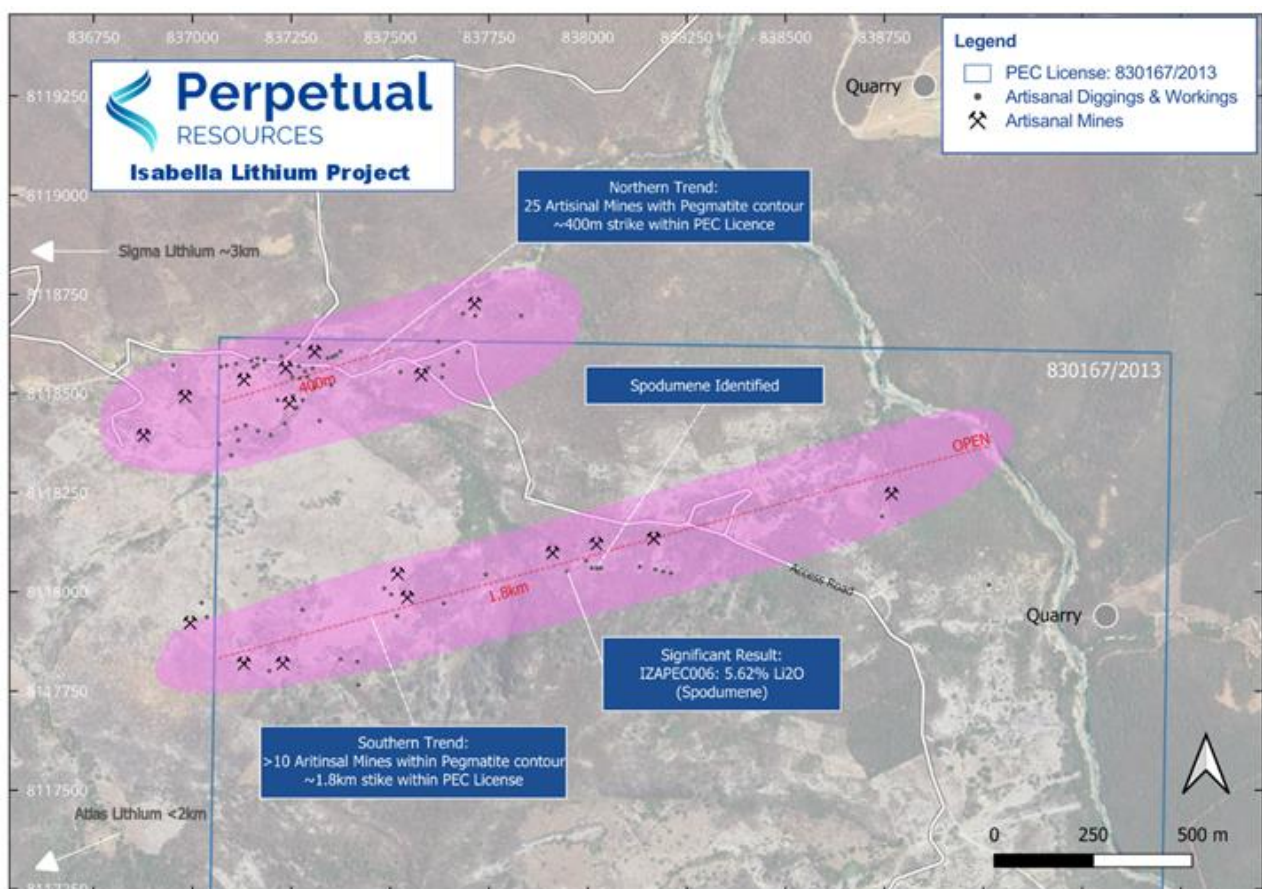 836750 837000 837250 837500 837750 838000 838250 838500 838750
Legend
PEC License: 830167/2013
Artisanal Diggings & Workings
Artisanal Mines
Quarry
Perpetual
RESOURCES
Isabella Lithium Project
8119250
8119000
Northern Trend:
25 Artisinal Mines with Pegmatite contour
~400m strike within PEC Licence
Sigma Lithium ~3km
8118750
830167/2013
400m
Spodumene Identified
8118500
OPEN
8118250
1.8km
Access Road
8118000
Quarry
Significant Result:
IZAPEC006: 5.62% Li2O
(Spodumene)
8117750
Southern Trend:
>10 Aritinsal Mines within Pegmatite contour
~1.8km stike within PEC License
8117500
Atlas Lithium <2km
0 250 500 m
8117250